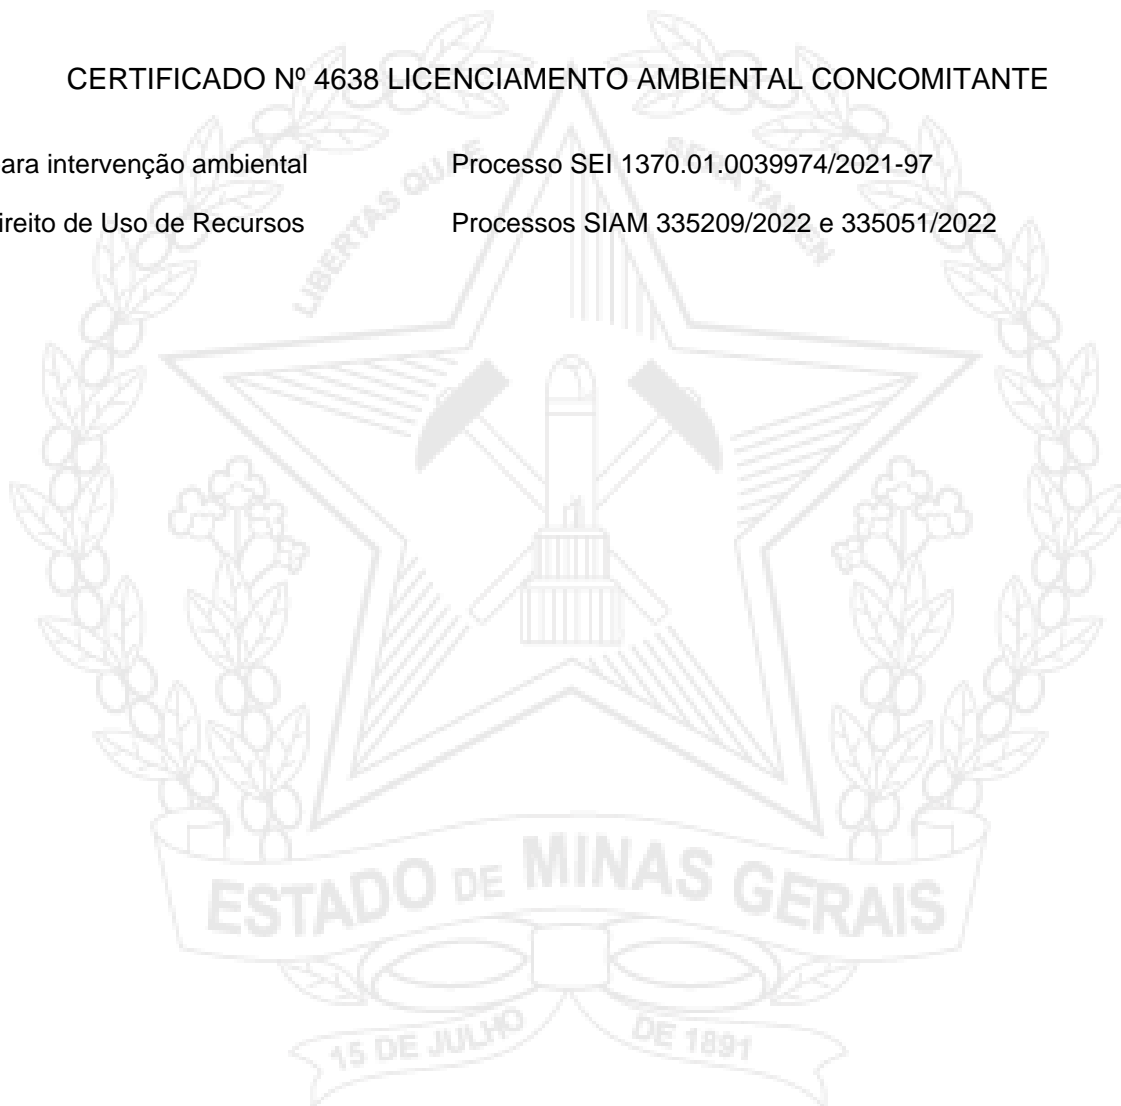 CERTIFICADO Nº 4638 LICENCIAMENTO AMBIENTAL CONCOMITANTE
ara intervenção ambiental Processo SEI 1370.01.0039974/2021-97
ireito de Uso de Recursos Processos SIAM 335209/2022 e 335051/2022
LIBERTAS QUÆ SERA TAMEN
ESTADO DE MINAS GERAIS
15 DE JULHO DE 1891